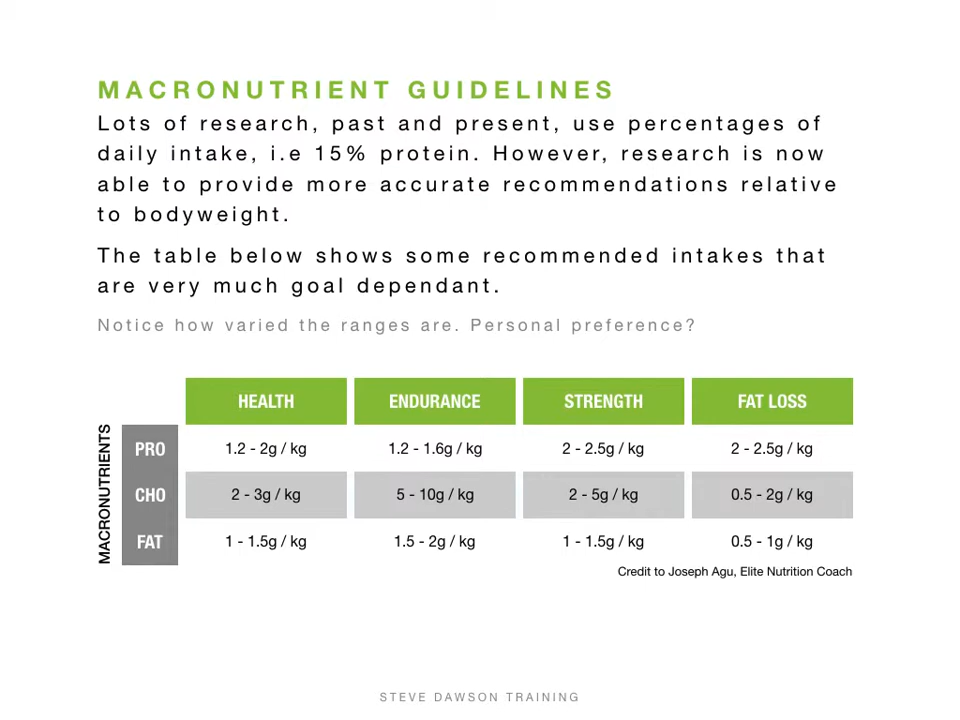 MACRONUTRIENT GUIDELINES
Lots of research, past and present, use percentages of
daily intake, i.e 15% protein. However, research is now
able to provide more accurate recommendations relative
to bodyweight.
The table below shows some recommended intakes that
are very much goal dependant.
Notice how varied the ranges are. Personal preference?
HEALTH ENDURANCE STRENGTH FAT LOSS
MACRONUTRIENTS
PRO 1.2 - 2g / kg 1.2 - 1.6g / kg 2 - 2.5g / kg 2 - 2.5g / kg
CHO 2 - 3g / kg 5 - 10g / kg 2 - 5g / kg 0.5 - 2g / kg
FAT 1 - 1.5g / kg 1.5 - 2g / kg 1 - 1.5g / kg 0.5 - 1g / kg
Credit to Joseph Agu, Elite Nutrition Coach
STEVE DAWSON TRAINING